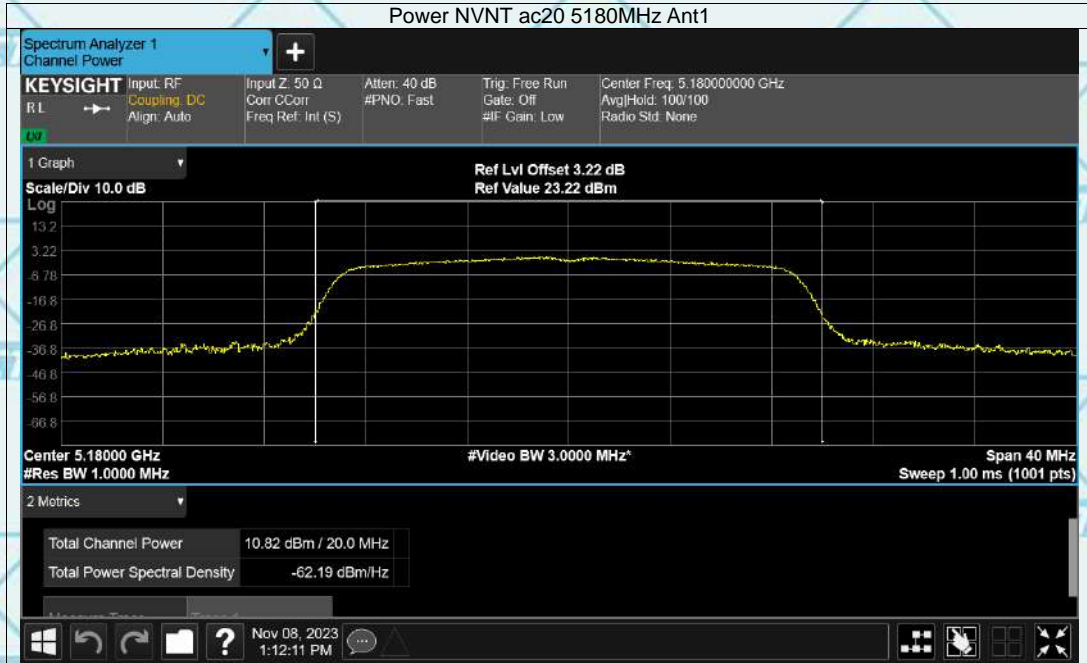 Power NVNT ac20 5180MHz Ant1
Spectrum Analyzer 1
Channel Power
+
KEYSIGHT
R L
LXI
Input: RF
Coupling: DC
Align: Auto
Input Z: 50 Ω
Corr CCorr
Freq Ref: Int (S)
Atten: 40 dB
#PNO: Fast
Trig: Free Run
Gate: Off
#IF Gain: Low
Center Freq: 5.180000000 GHz
Avg|Hold: 100/100
Radio Std: None
1 Graph
Scale/Div 10.0 dB
Ref Lvl Offset 3.22 dB
Ref Value 23.22 dBm
Log
13.2
3.22
-6.78
-16.8
-26.8
-36.8
-46.8
-56.8
-66.8
Center 5.18000 GHz
#Res BW 1.0000 MHz
#Video BW 3.0000 MHz*
Span 40 MHz
Sweep 1.00 ms (1001 pts)
2 Metrics
Total Channel Power 10.82 dBm / 20.0 MHz
Total Power Spectral Density -62.19 dBm/Hz
?
Nov 08, 2023
1:12:11 PM